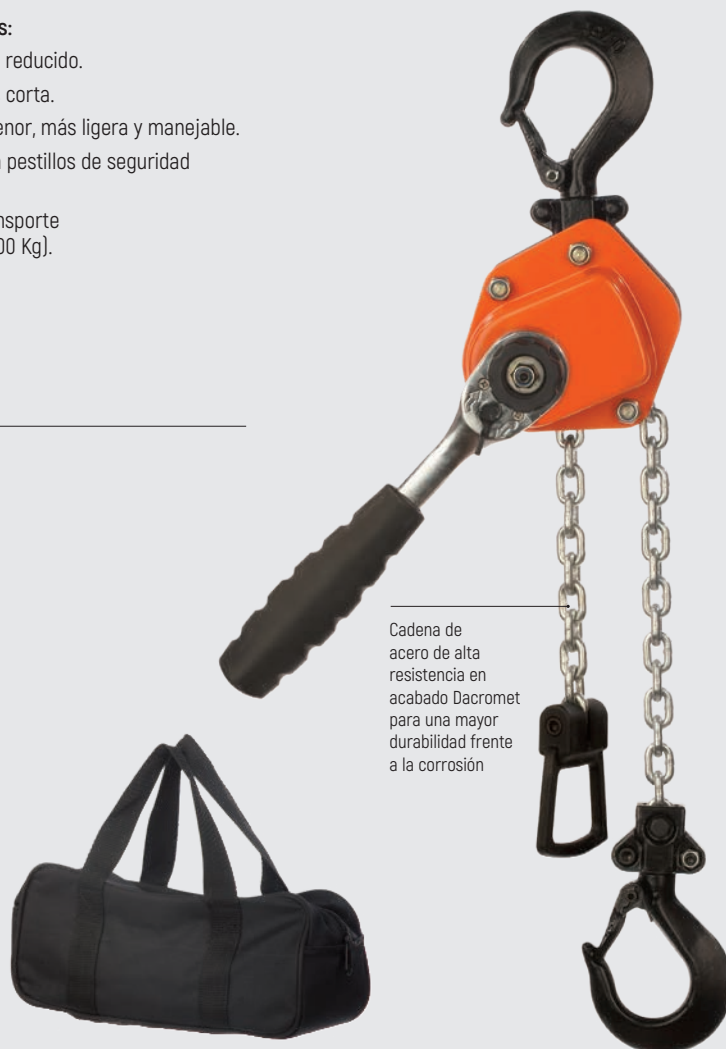 s:
reducido.
corta.
enor, más ligera y manejable.
pestillos de seguridad
nsporte
00 Kg).
Cadena de
acero de alta
resistencia en
acabado Dacromet
para una mayor
durabilidad frente
a la corrosión